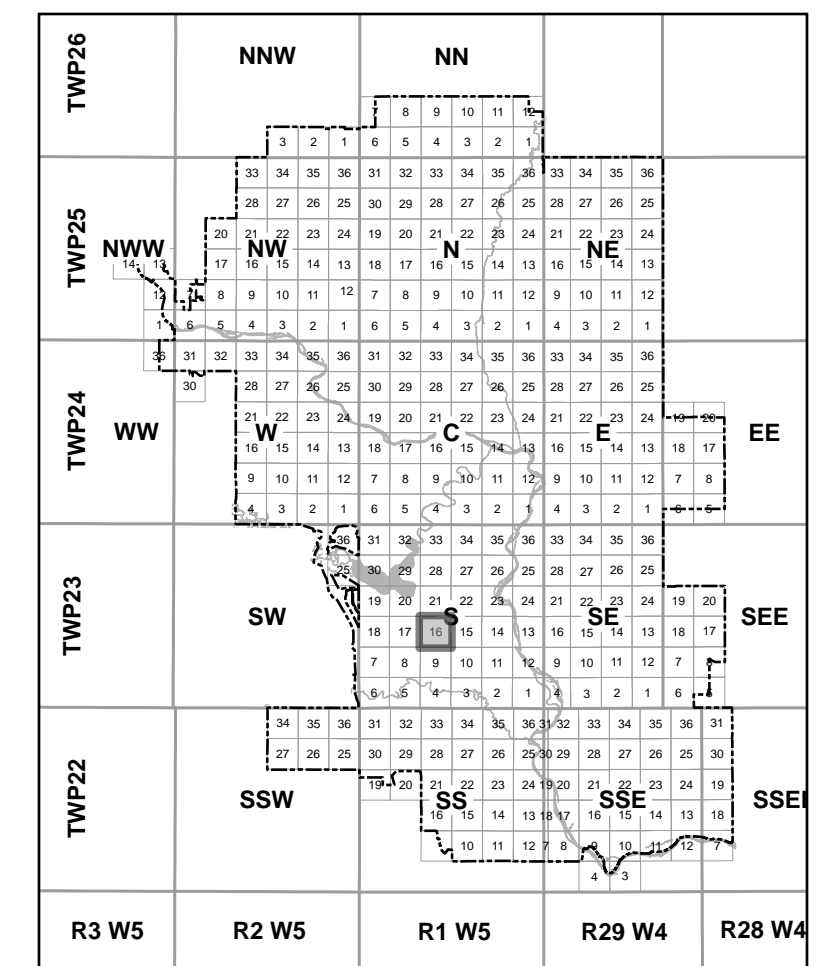 TWP26 NNW NN
7 8 9 10 11 12
3 2 1 6 5 4 3 2 1
33 34 35 36 31 32 33 34 35 36 33 34 35 36
28 27 26 25 30 29 28 27 26 25 28 27 26 25
20 21 22 23 24 19 20 21 22 23 24 21 22 23 24
TWP25 NWW NW N NE
14 13 17 16 15 14 13 18 17 16 15 14 13 16 15 14 13
12 7 8 9 10 11 12 7 8 9 10 11 12 9 10 11 12
1 6 5 4 3 2 1 6 5 4 3 2 1 4 3 2 1
36 31 32 33 34 35 36 31 32 33 34 35 36 33 34 35 36
30 28 27 26 25 30 29 28 27 26 25 28 27 26 25
21 22 23 24 19 20 21 22 23 24 21 22 23 24 19 20
TWP24 WW W C E EE
16 15 14 13 18 17 16 15 14 13 16 15 14 13 18 17
9 10 11 12 7 8 9 10 11 12 9 10 11 12 7 8
4 3 2 1 6 5 4 3 2 1 4 3 2 1 6 5
36 31 32 33 34 35 36 33 34 35 36
25 30 29 28 27 26 25 28 27 26 25
19 20 21 22 23 24 21 22 23 24 19 20
TWP23 SW S SE SEE
18 17 16 15 14 13 16 15 14 13 18 17
7 8 9 10 11 12 9 10 11 12 7 8
6 5 4 3 2 1 4 3 2 1 6
34 35 36 31 32 33 34 35 36 31 32 33 34 35 36 31
27 26 25 30 29 28 27 26 25 30 29 28 27 26 25 30
19 20 21 22 23 24 19 20 21 22 23 24 19
TWP22 SSW SS SSE
16 15 14 13 18 17 16 15 14 13 18
10 11 12 7 8 9 10 11 12 7
4 3
R3 W5 R2 W5 R1 W5 R29 W4 R28 W4